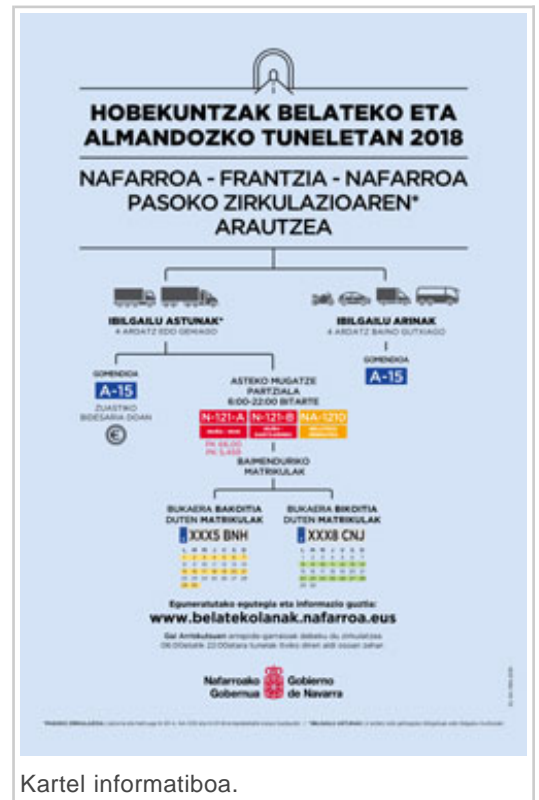 HOBEKUNTZAK BELATEKO ETA
ALMANDOZKO TUNELETAN 2018
NAFARROA - FRANTZIA - NAFARROA
PASOKO ZIRKULAZIOAREN*
ARAUTZEA
IBILGAILU ASTUNAK*
4 ARDATZ EDO GEHIAGO
IBILGAILU ARINAK
4 ARDATZ BAINO GUTXIAGO
GOMENDIOA
A-15
ZUASTIKO
BIDESARIA DOAN
€
GOMENDIOA
A-15
ASTEKO MUGATZE
PARTZIALA
6:00-22:00 BITARTE
N-121-A N-121-B NA-1210
BAIMENDURIKO
MATRIKULAK
BUKAERA BAKOITIA
DUTEN MATRIKULAK
XXX5 BNH
BUKAERA BIKOITIA
DUTEN MATRIKULAK
XXX8 CNJ
Eguneratutako egutegia eta informazio guztia:
www.belatekolanak.nafarroa.eus
Nafarroako Gobierno
Gobernua de Navarra
Kartel informatiboa.